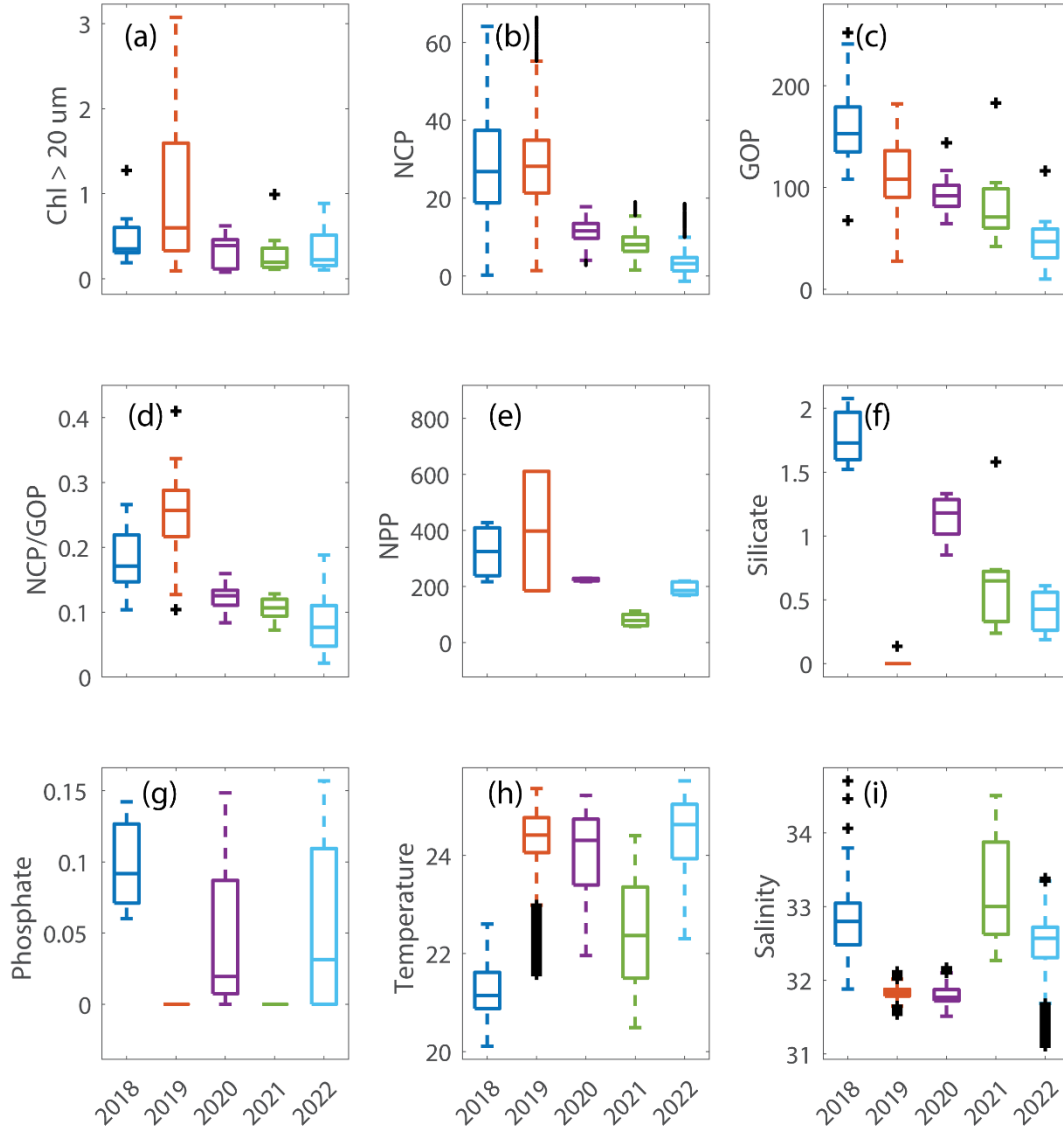 (a)
Chl > 20 um
3
2
1
0
(b)
NCP
60
40
20
0
(c)
GOP
200
100
0
(d)
NCP/GOP
0.4
0.3
0.2
0.1
0
(e)
NPP
800
600
400
200
0
(f)
Silicate
2
1.5
1
0.5
0
(g)
Phosphate
0.15
0.1
0.05
0
2018 2019 2020 2021 2022
(h)
Temperature
24
22
20
2018 2019 2020 2021 2022
(i)
Salinity
34
33
32
31
2018 2019 2020 2021 2022